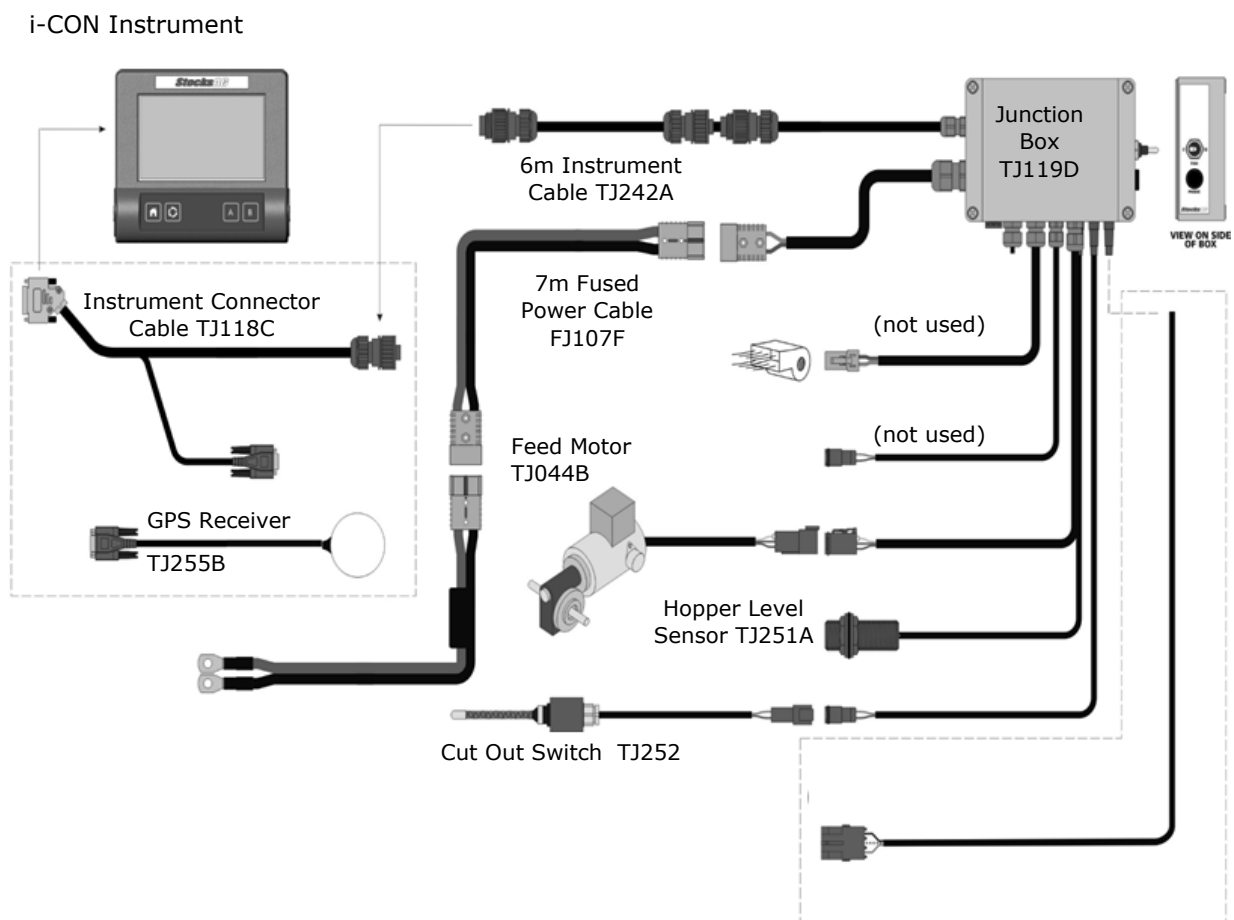 i-CON Instrument
Stocks AG
Junction
Box
TJ119D
6m Instrument
Cable TJ242A
VIEW ON SIDE
OF BOX
Instrument Connector
Cable TJ118C
7m Fused
Power Cable
FJ107F
(not used)
(not used)
Feed Motor
TJ044B
GPS Receiver
TJ255B
Hopper Level
Sensor TJ251A
Cut Out Switch TJ252
A B